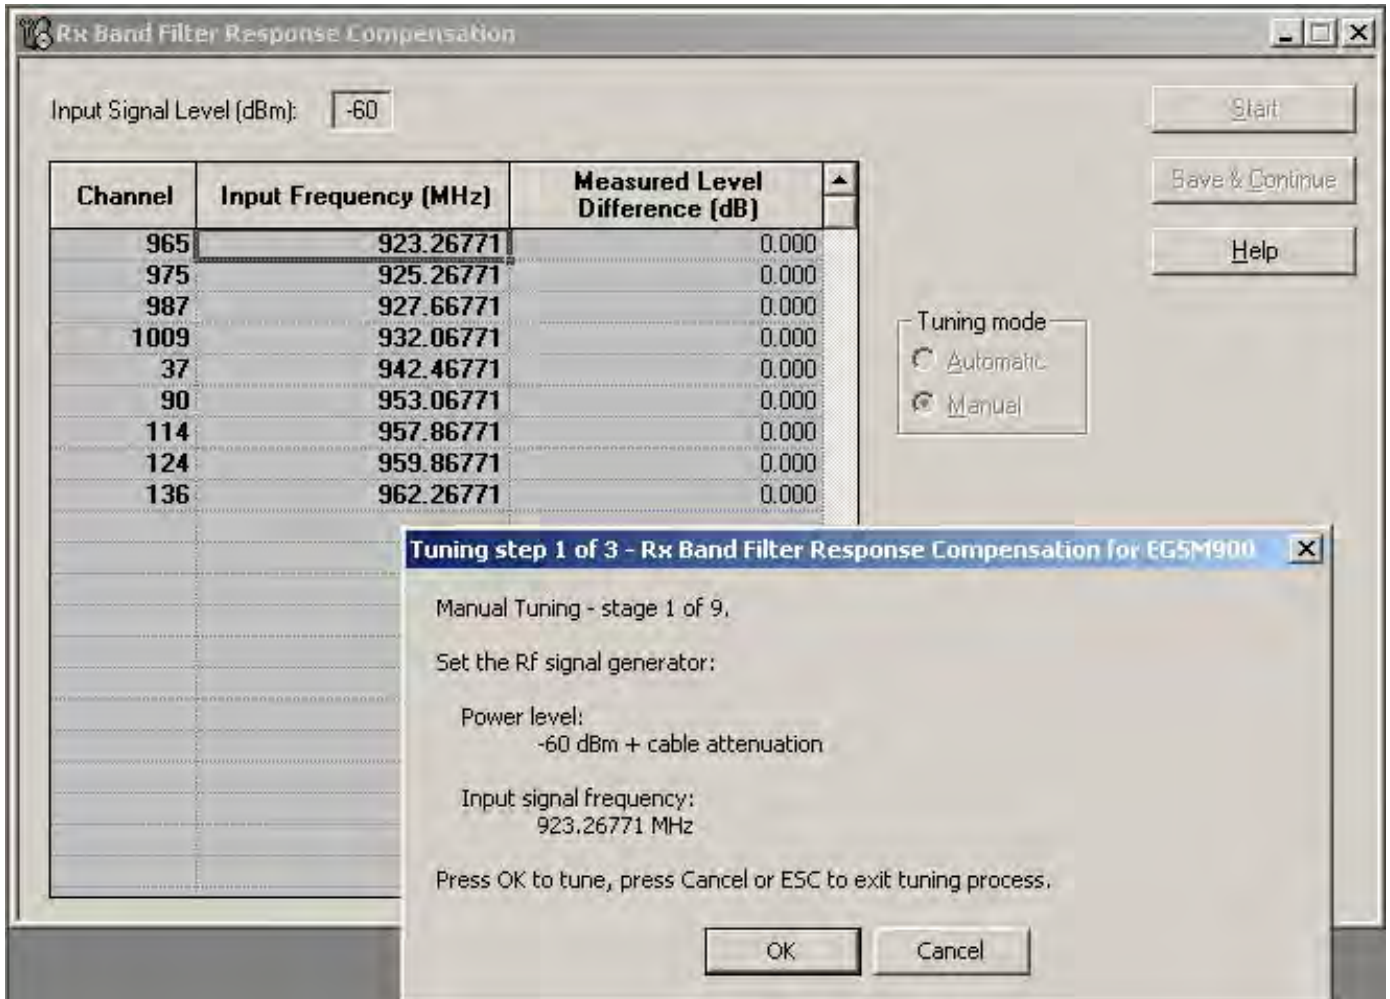 Rx Band Filter Response Compensation
Input Signal Level (dBm): -60
Start
Save & Continue
Help
Channel Input Frequency (MHz) Measured Level Difference (dB)
965 923.26771 0.000
975 925.26771 0.000
987 927.66771 0.000
1009 932.06771 0.000
37 942.46771 0.000
90 953.06771 0.000
114 957.86771 0.000
124 959.86771 0.000
136 962.26771 0.000
Tuning mode
Automatic
Manual
Tuning step 1 of 3 - Rx Band Filter Response Compensation for EGSM900
Manual Tuning - stage 1 of 9.
Set the Rf signal generator:
Power level:
-60 dBm + cable attenuation
Input signal frequency:
923.26771 MHz
Press OK to tune, press Cancel or ESC to exit tuning process.
OK
Cancel